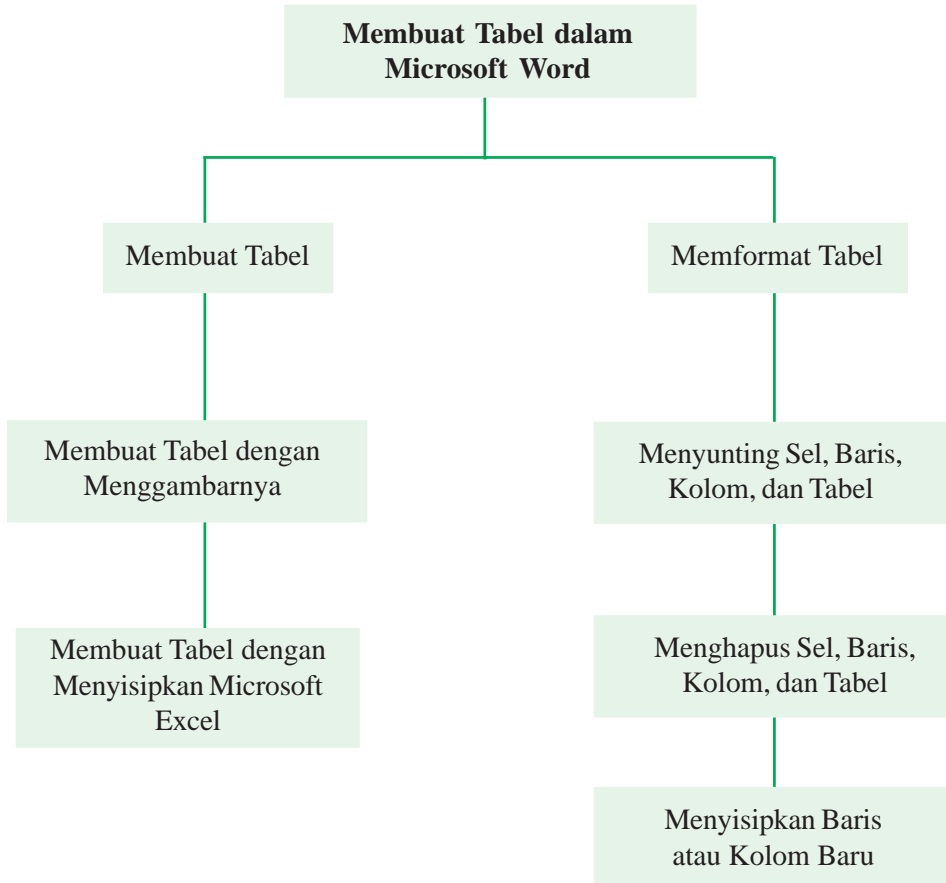 Membuat Tabel dalam
Microsoft Word
Membuat Tabel
Memformat Tabel
Membuat Tabel dengan
Menggambarnya
Menyunting Sel, Baris,
Kolom, dan Tabel
Membuat Tabel dengan
Menyisipkan Microsoft
Excel
Menghapus Sel, Baris,
Kolom, dan Tabel
Menyisipkan Baris
atau Kolom Baru